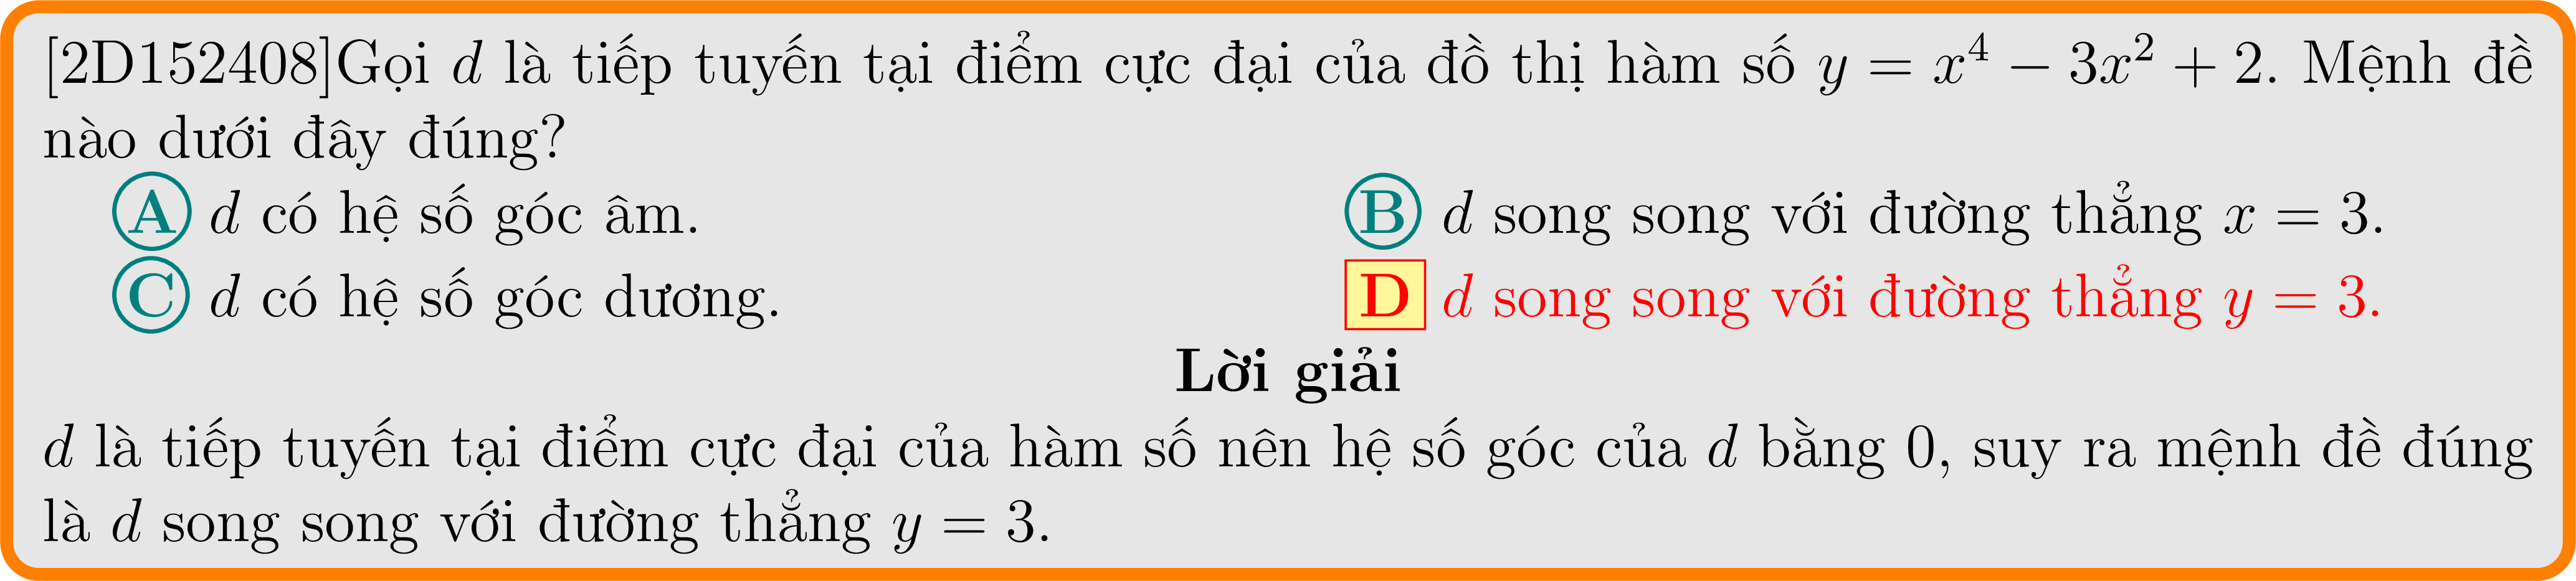 [2D152408]Gọi d là tiếp tuyến tại điểm cực đại của đồ thị hàm số y = x⁴ − 3x² + 2. Mệnh đề
nào dưới đây đúng?
A d có hệ số góc âm.
B d song song với đường thẳng x = 3.
C d có hệ số góc dương.
D d song song với đường thẳng y = 3.
Lời giải
d là tiếp tuyến tại điểm cực đại của hàm số nên hệ số góc của d bằng 0, suy ra mệnh đề đúng
là d song song với đường thẳng y = 3.